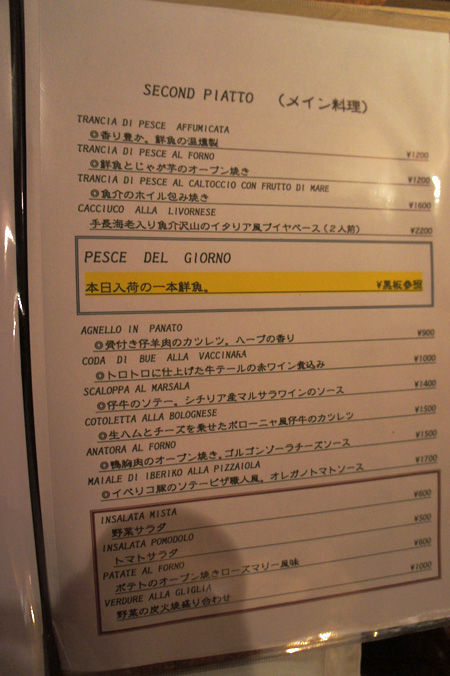 SECOND PIATTO （メイン料理）
TRANCIA DI PESCE AFFUMICATA
◎香り豊か。鮮魚の温燻製 ¥1200
TRANCIA DI PESCE AL FORNO
◎鮮魚とじゃが芋のオーブン焼き ¥1200
TRANCIA DI PESCE AL CALTOCCIO CON FRUTTO DI MARE
◎魚介のホイル包み焼き ¥1600
CACCIUCO ALLA LIVORNESE
手長海老入り魚介沢山のイタリア風ブイヤベース（2人前） ¥2200
PESCE DEL GIORNO
本日入荷の一本鮮魚。 ¥黒板参照
AGNELLO IN PANATO
◎骨付き仔羊肉のカツレツ。ハーブの香り ¥900
CODA DI BUE ALLA VACCINARA
◎トロトロに仕上げた牛テールの赤ワイン煮込み ¥1000
SCALOPPA AL MARSALA
◎仔牛のソテー。シチリア産マルサラワインのソース ¥1400
COTOLETTA ALLA BOLOGNESE
◎生ハムとチーズを乗せたボローニャ風仔牛のカツレツ ¥1500
ANATORA AL FORNO
◎鴨胸肉のオーブン焼き。ゴルゴンゾーラチーズソース ¥1500
MAIALE DI IBERIKO ALLA PIZZAIOLA
◎イベリコ豚のソテーピザ職人風。オレガノトマトソース ¥1700
INSALATA MISTA
野菜サラダ ¥600
INSALATA POMODOLO
トマトサラダ ¥500
PATATE AL FORNO
ポテトのオーブン焼きローズマリー風味 ¥600
VERDURE ALLA GLIGLIA
野菜の炭火焼盛り合わせ ¥1000